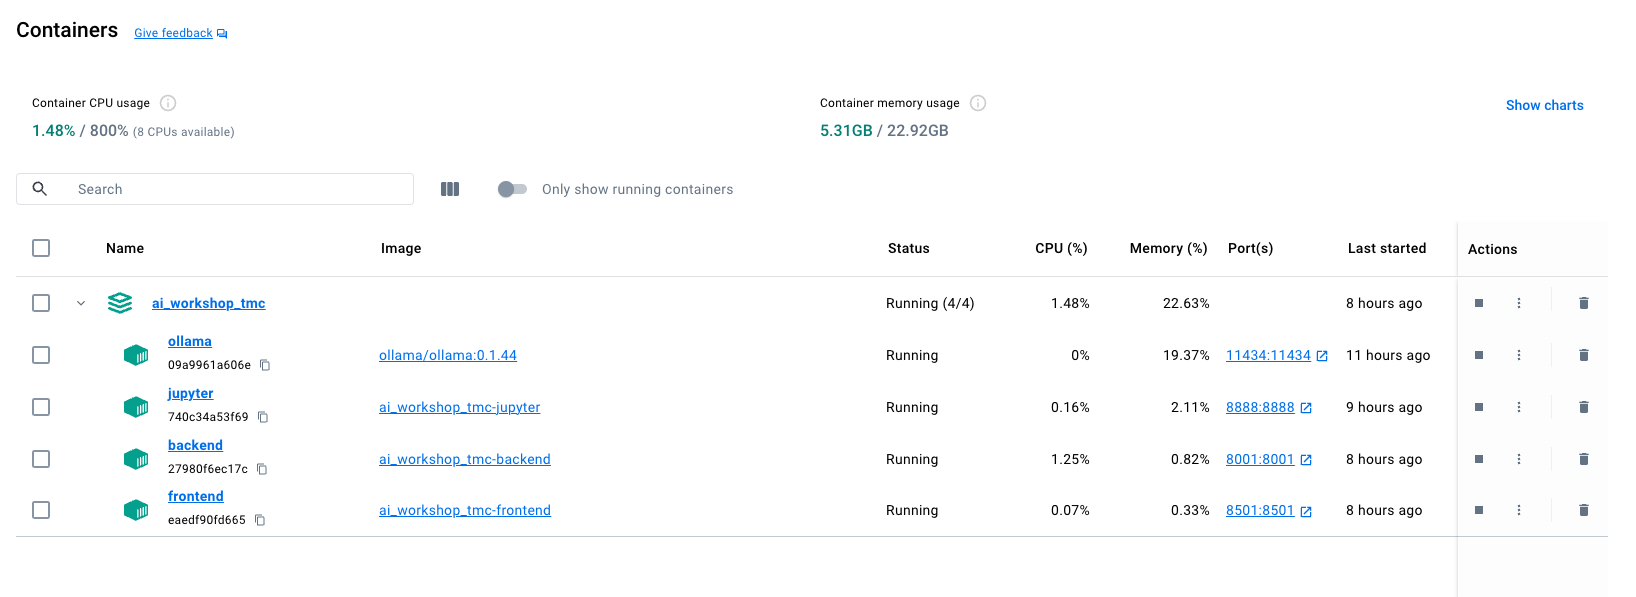 Containers Give feedback
Container CPU usage
1.48% / 800% (8 CPUs available)
Container memory usage
5.31GB / 22.92GB
Show charts
Search
Only show running containers
Name Image Status CPU (%) Memory (%) Port(s) Last started Actions
ai_workshop_tmc Running (4/4) 1.48% 22.63% 8 hours ago
ollama
09a9961a606e
ollama/ollama:0.1.44 Running 0% 19.37% 11434:11434 11 hours ago
jupyter
740c34a53f69
ai_workshop_tmc-jupyter Running 0.16% 2.11% 8888:8888 9 hours ago
backend
27980f6ec17c
ai_workshop_tmc-backend Running 1.25% 0.82% 8001:8001 8 hours ago
frontend
eaedf90fd665
ai_workshop_tmc-frontend Running 0.07% 0.33% 8501:8501 8 hours ago